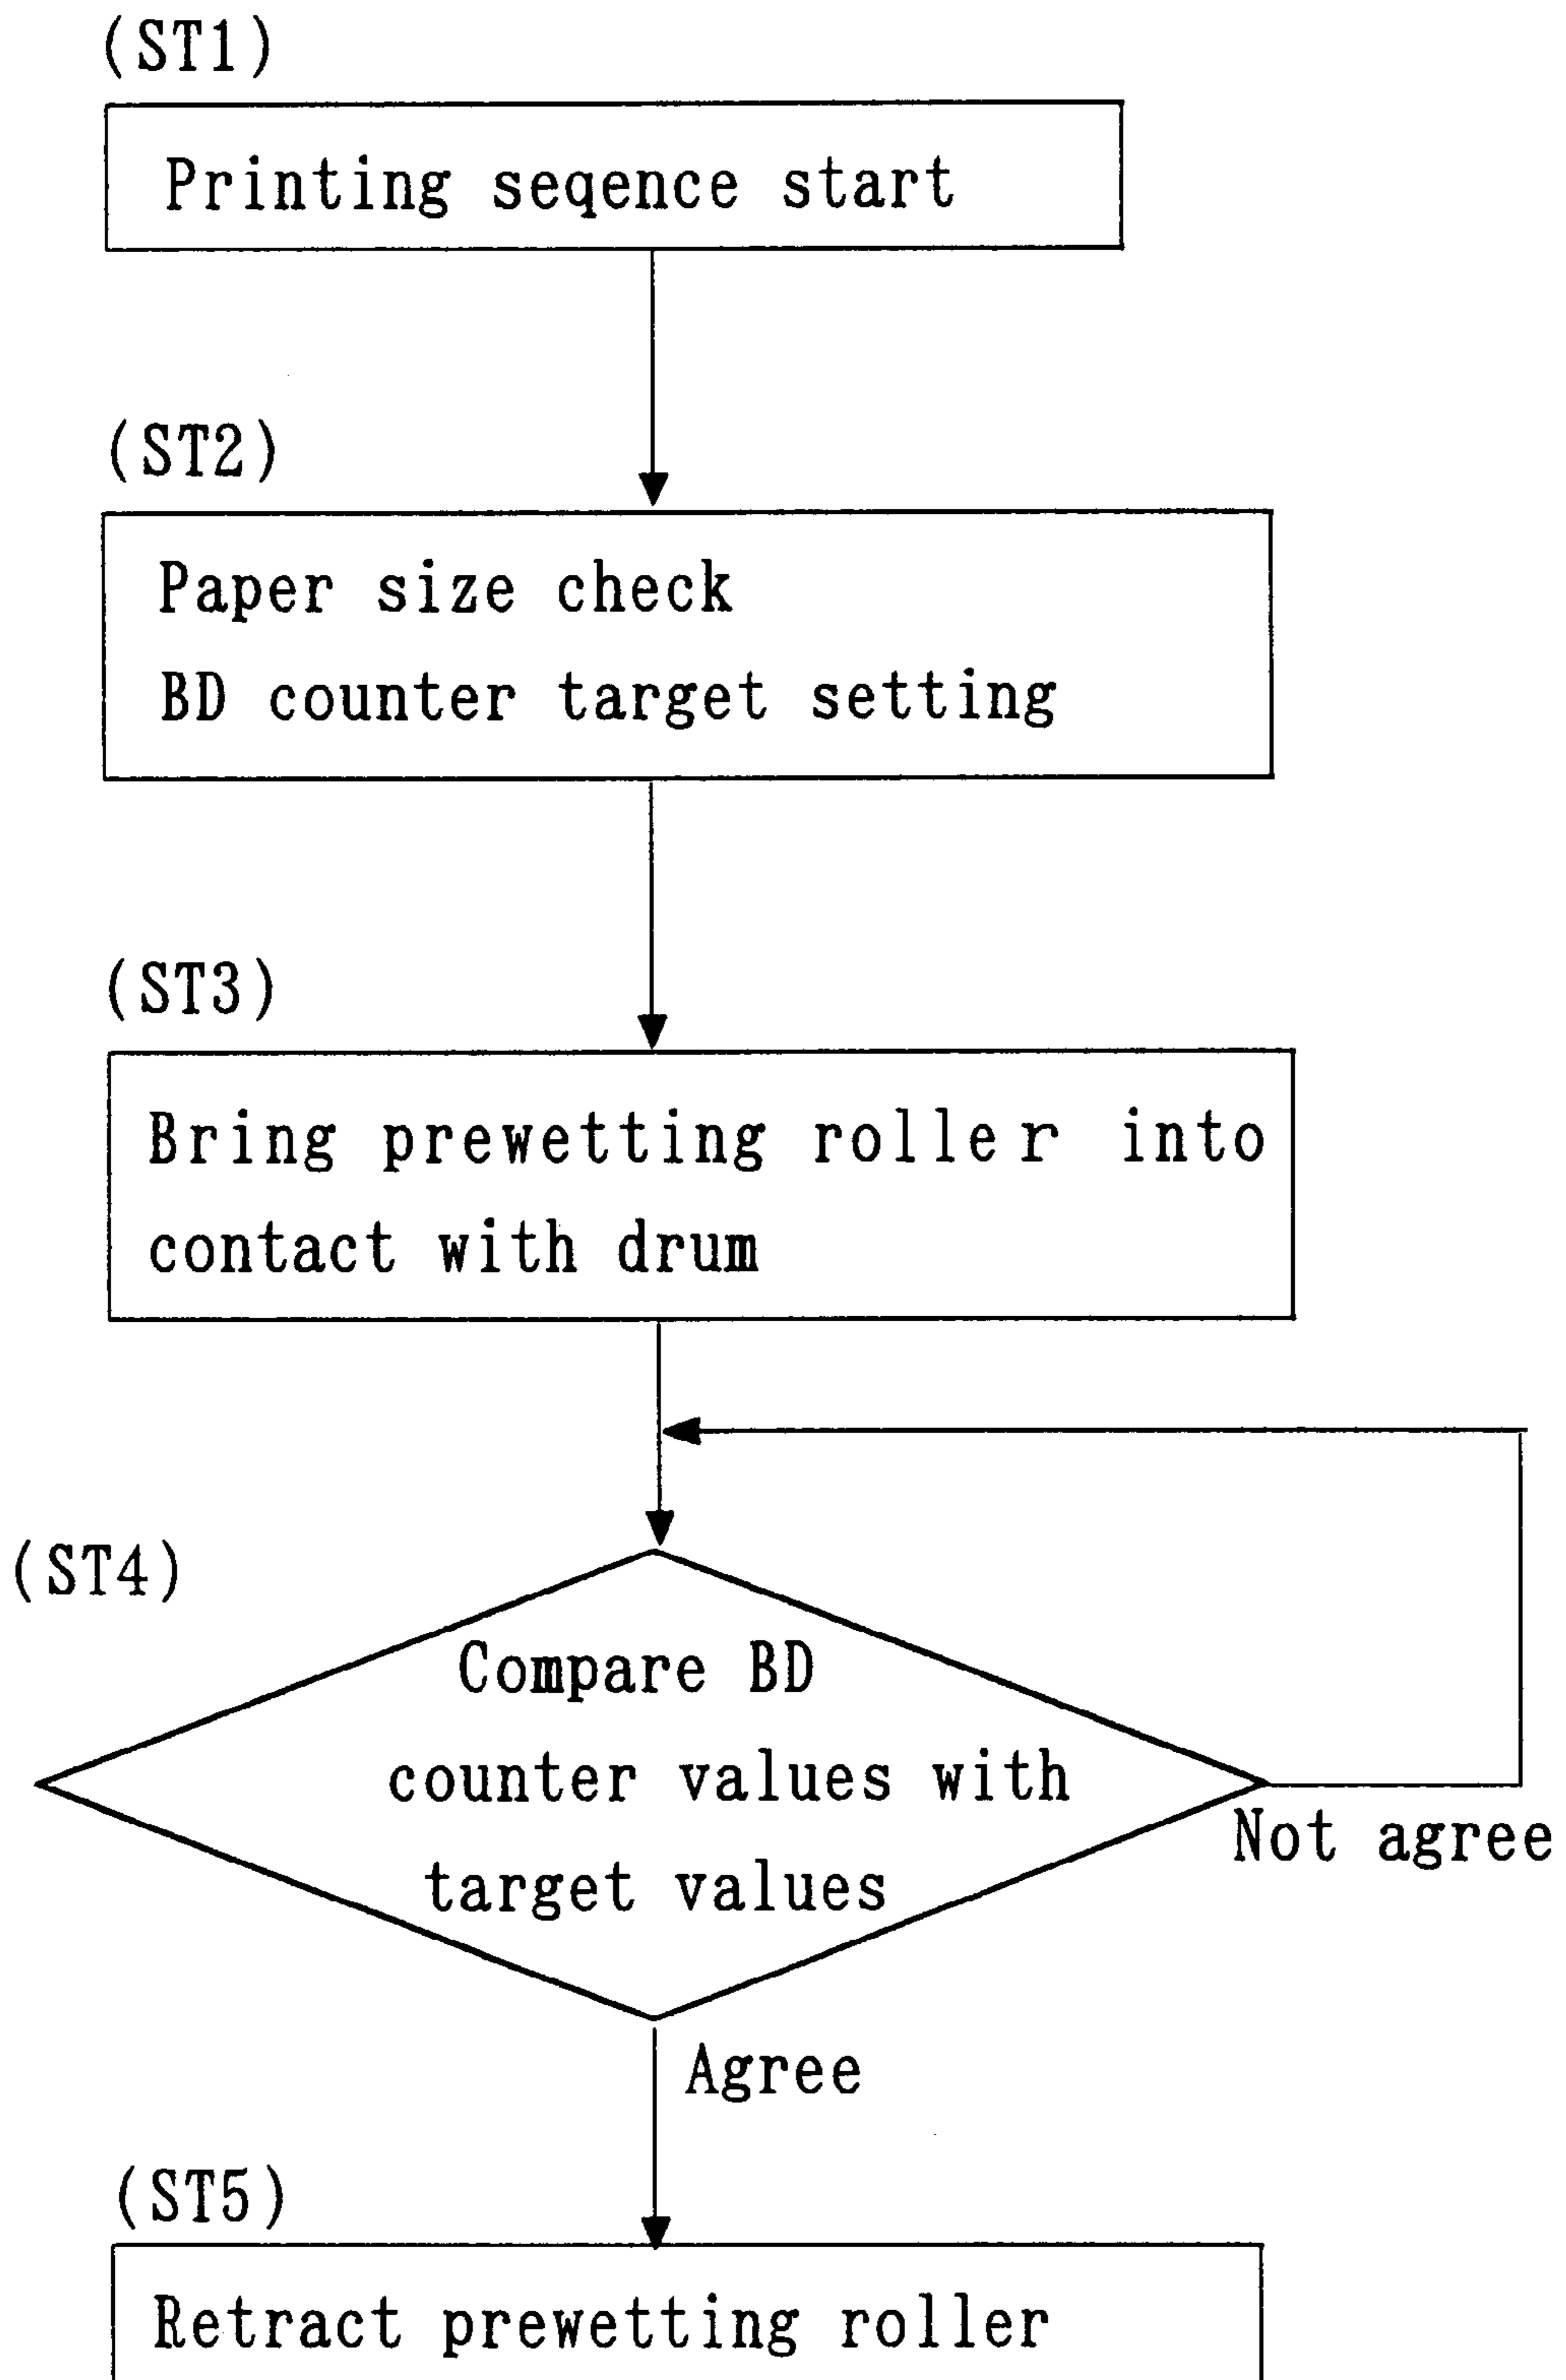 (ST1)
Printing seqence start
(ST2)
Paper size check
BD counter target setting
(ST3)
Bring prewetting roller into
contact with drum
(ST4)
Compare BD
counter values with
target values
Not agree
Agree
(ST5)
Retract prewetting roller